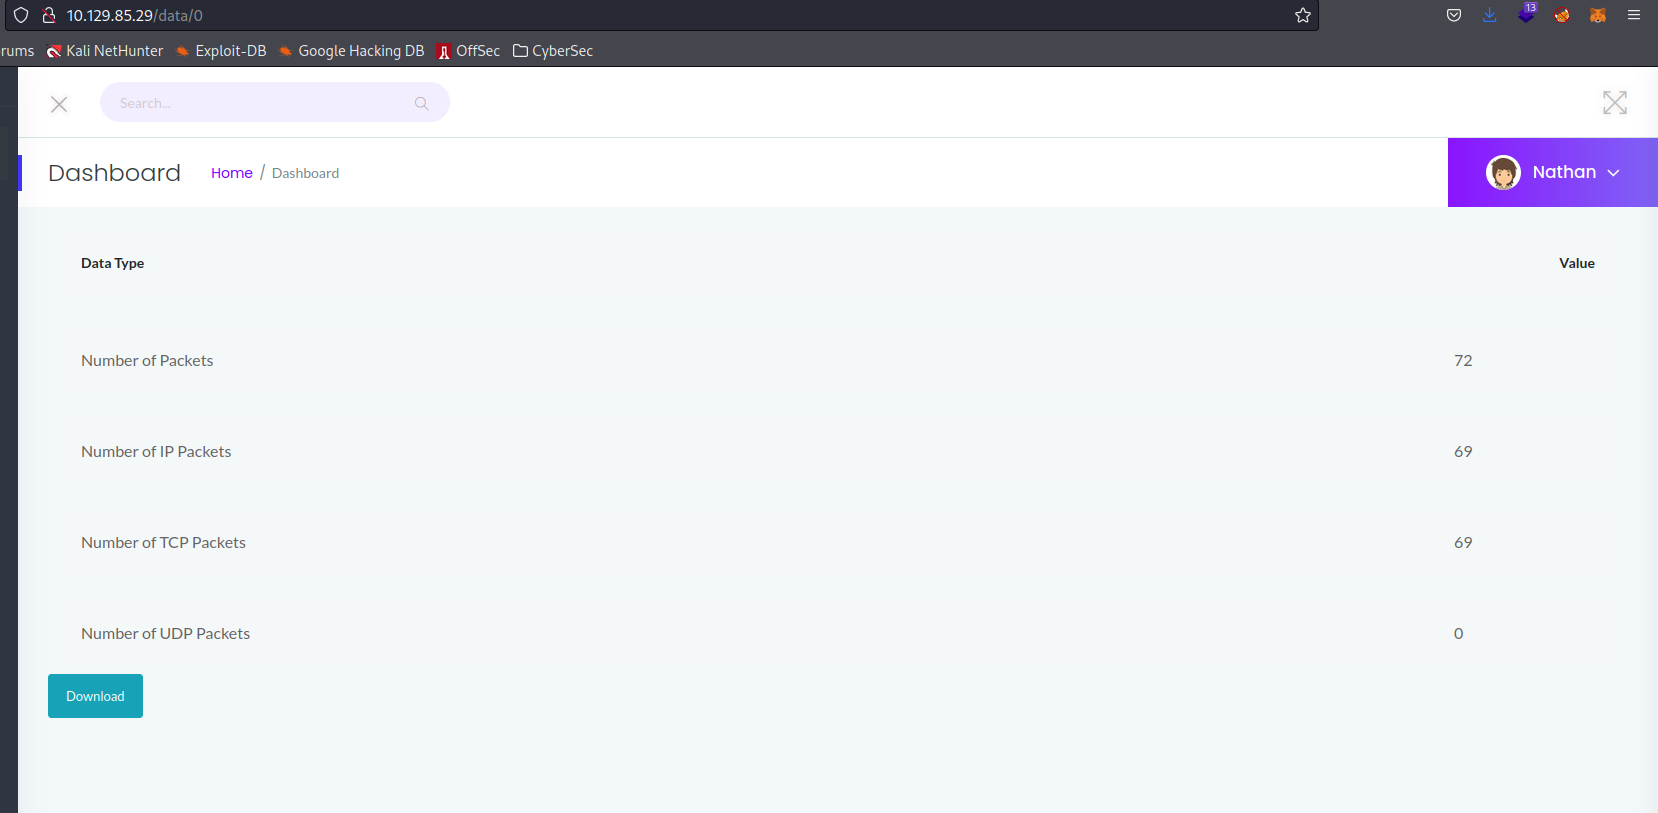 10.129.85.29/data/0
13
rums Kali NetHunter Exploit-DB Google Hacking DB OffSec CyberSec
Search...
Dashboard Home / Dashboard Nathan
Data Type Value
Number of Packets 72
Number of IP Packets 69
Number of TCP Packets 69
Number of UDP Packets 0
Download